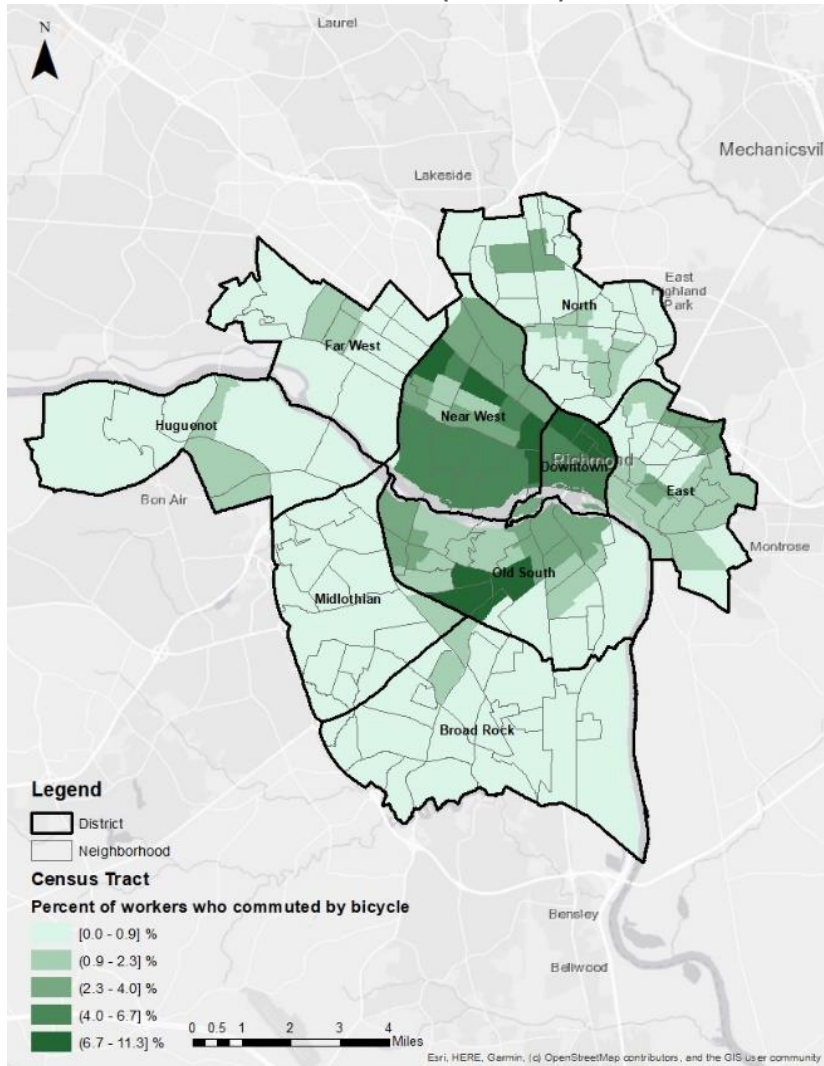 Laurel
N
Mechanicsvil
Lakeside
East
Highland
Park
North
Far West
Huguenot
Near West
Richmond
Downtown
East
Bon Air
Montrose
Old South
Midlothian
Broad Rock
Legend
District
Neighborhood
Census Tract
Percent of workers who commuted by bicycle
[0.0 - 0.9] %
(0.9 - 2.3] %
(2.3 - 4.0] %
(4.0 - 6.7] %
(6.7 - 11.3] %
Bensley
Bellwood
0 0.5 1 2 3 4
Miles
Esri, HERE, Garmin, (c) OpenStreetMap contributors, and the GIS user community